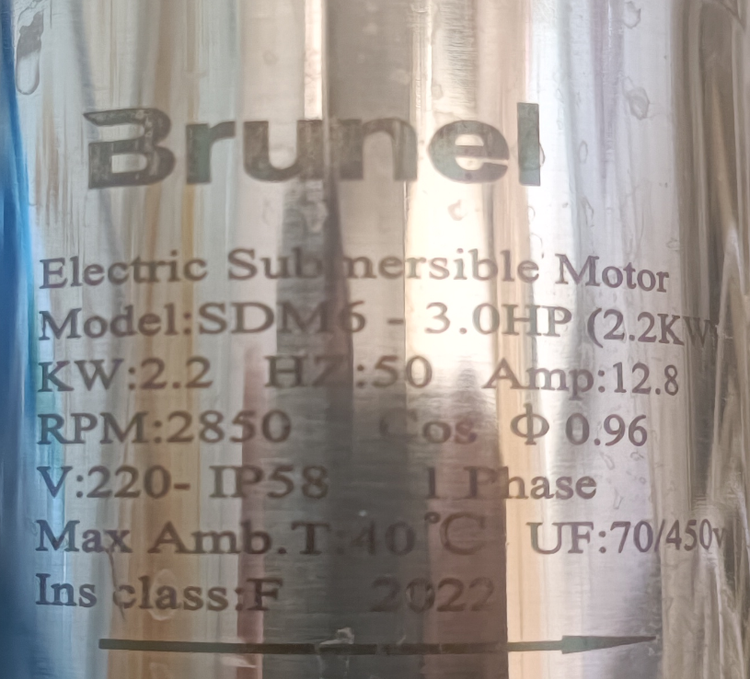 Brunel
Electric Submersible Motor
Model:SDM6 - 3.0HP (2.2KW)
KW:2.2 HZ:50 Amp:12.8
RPM:2850 Cos Φ 0.96
V:220- IP58 1 Phase
Max Amb.T:40℃ UF:70/450v
Ins class:F 2022